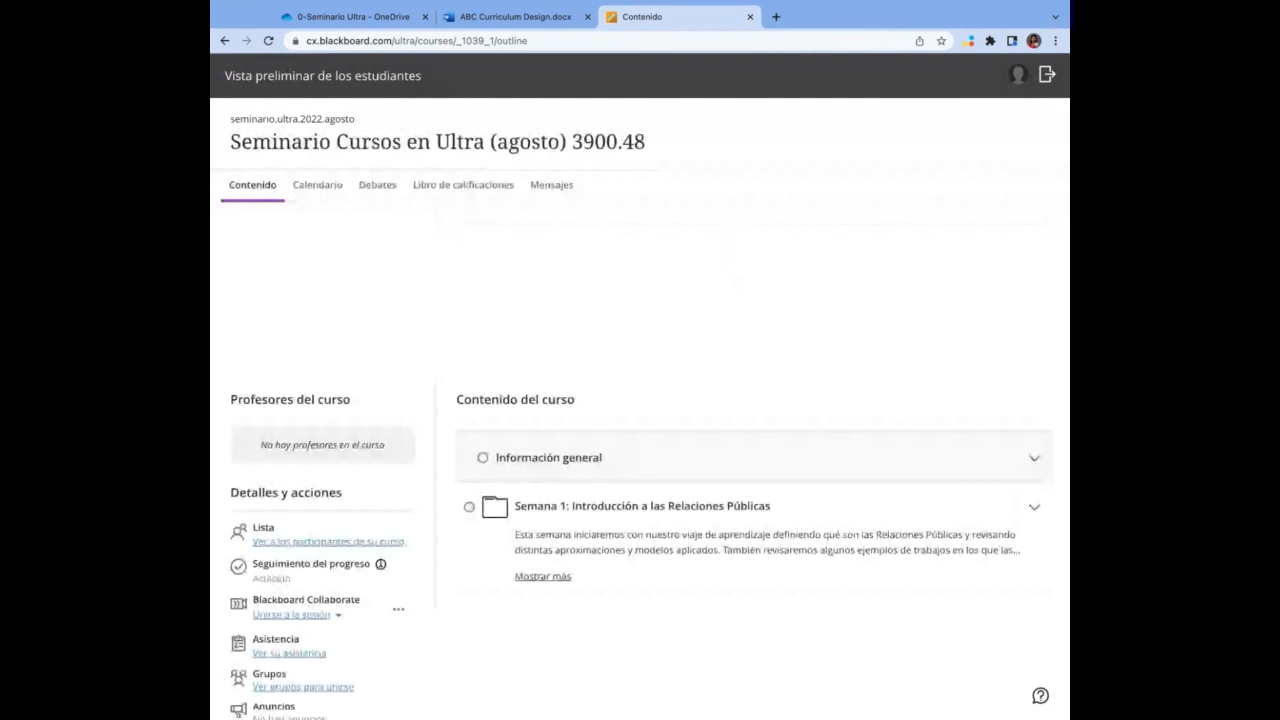 0-Seminario Ultra - OneDrive
ABC Curriculum Design.docx
Contenido
cx.blackboard.com/ultra/courses/_1039_1/outline
Vista preliminar de los estudiantes
seminario.ultra.2022.agosto
Seminario Cursos en Ultra (agosto) 3900.48
Contenido
Calendario
Debates
Libro de calificaciones
Mensajes
Profesores del curso
No hay profesores en el curso
Detalles y acciones
Lista
Ver a los participantes de su curso
Seguimiento del progreso
Activado
Blackboard Collaborate
Unirse a la sesión
Asistencia
Ver su asistencia
Grupos
Ver grupos para unirse
Anuncios
No hay anuncios
Contenido del curso
Información general
Semana 1: Introducción a las Relaciones Públicas
Esta semana iniciaremos con nuestro viaje de aprendizaje definiendo qué son las Relaciones Públicas y revisando
distintas aproximaciones y modelos aplicados. También revisaremos algunos ejemplos de trabajos en los que las...
Mostrar más